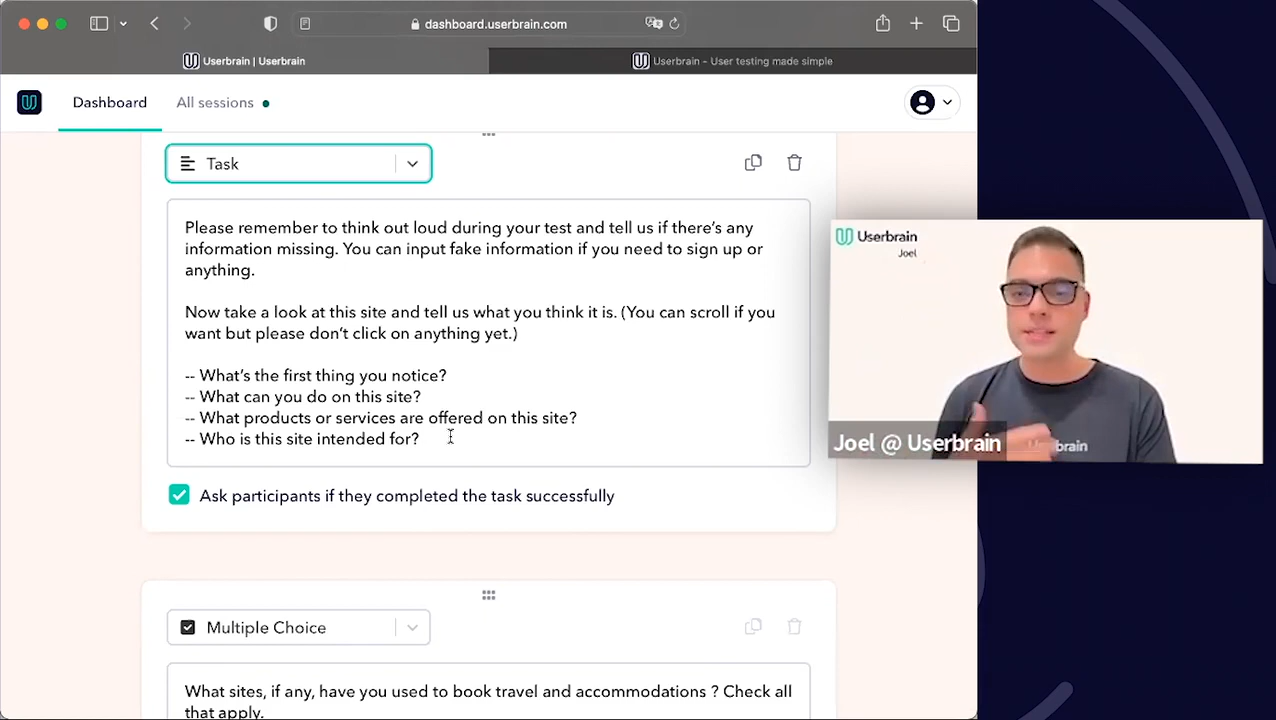 dashboard.userbrain.com
Userbrain | Userbrain
Userbrain – User testing made simple
Dashboard
All sessions
Task
Please remember to think out loud during your test and tell us if there's any
information missing. You can input fake information if you need to sign up or
anything.
Now take a look at this site and tell us what you think it is. (You can scroll if you
want but please don't click on anything yet.)
-- What's the first thing you notice?
-- What can you do on this site?
-- What products or services are offered on this site?
-- Who is this site intended for?
Ask participants if they completed the task successfully
Multiple Choice
What sites, if any, have you used to book travel and accommodations ? Check all
that apply.
Userbrain
Joel
Joel @ Userbrain